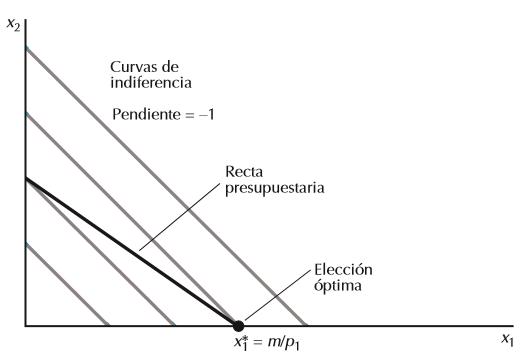 x2
Curvas de
indiferencia
Pendiente = –1
Recta
presupuestaria
Elección
óptima
x1* = m/p1
x1